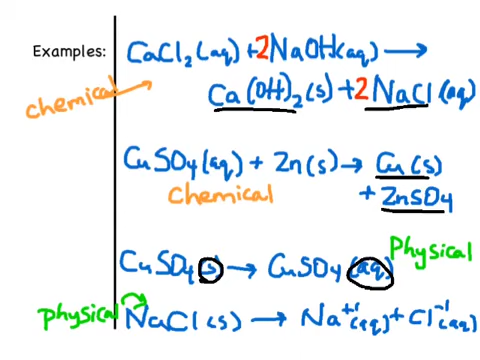 Examples: CaCl₂(aq) + 2NaOH(aq) →
chemical Ca(OH)₂(s) + 2NaCl(aq)
CuSO₄(aq) + Zn(s) → Cu(s)
chemical + ZnSO₄
Physical
CuSO₄(s) → CuSO₄(aq)
physical NaCl(s) → Na⁺¹(aq) + Cl⁻¹(aq)